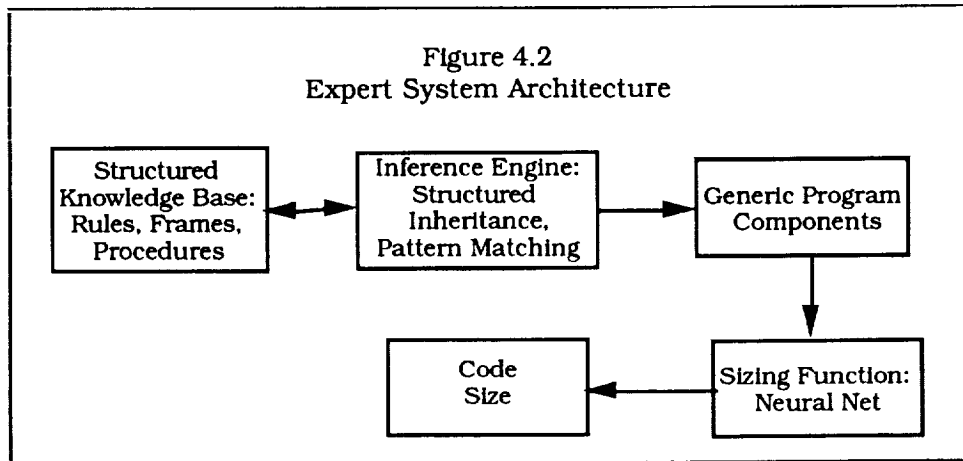 Figure 4.2
Expert System Architecture
Structured
Knowledge Base:
Rules, Frames,
Procedures
Inference Engine:
Structured
Inheritance,
Pattern Matching
Generic Program
Components
Code
Size
Sizing Function:
Neural Net